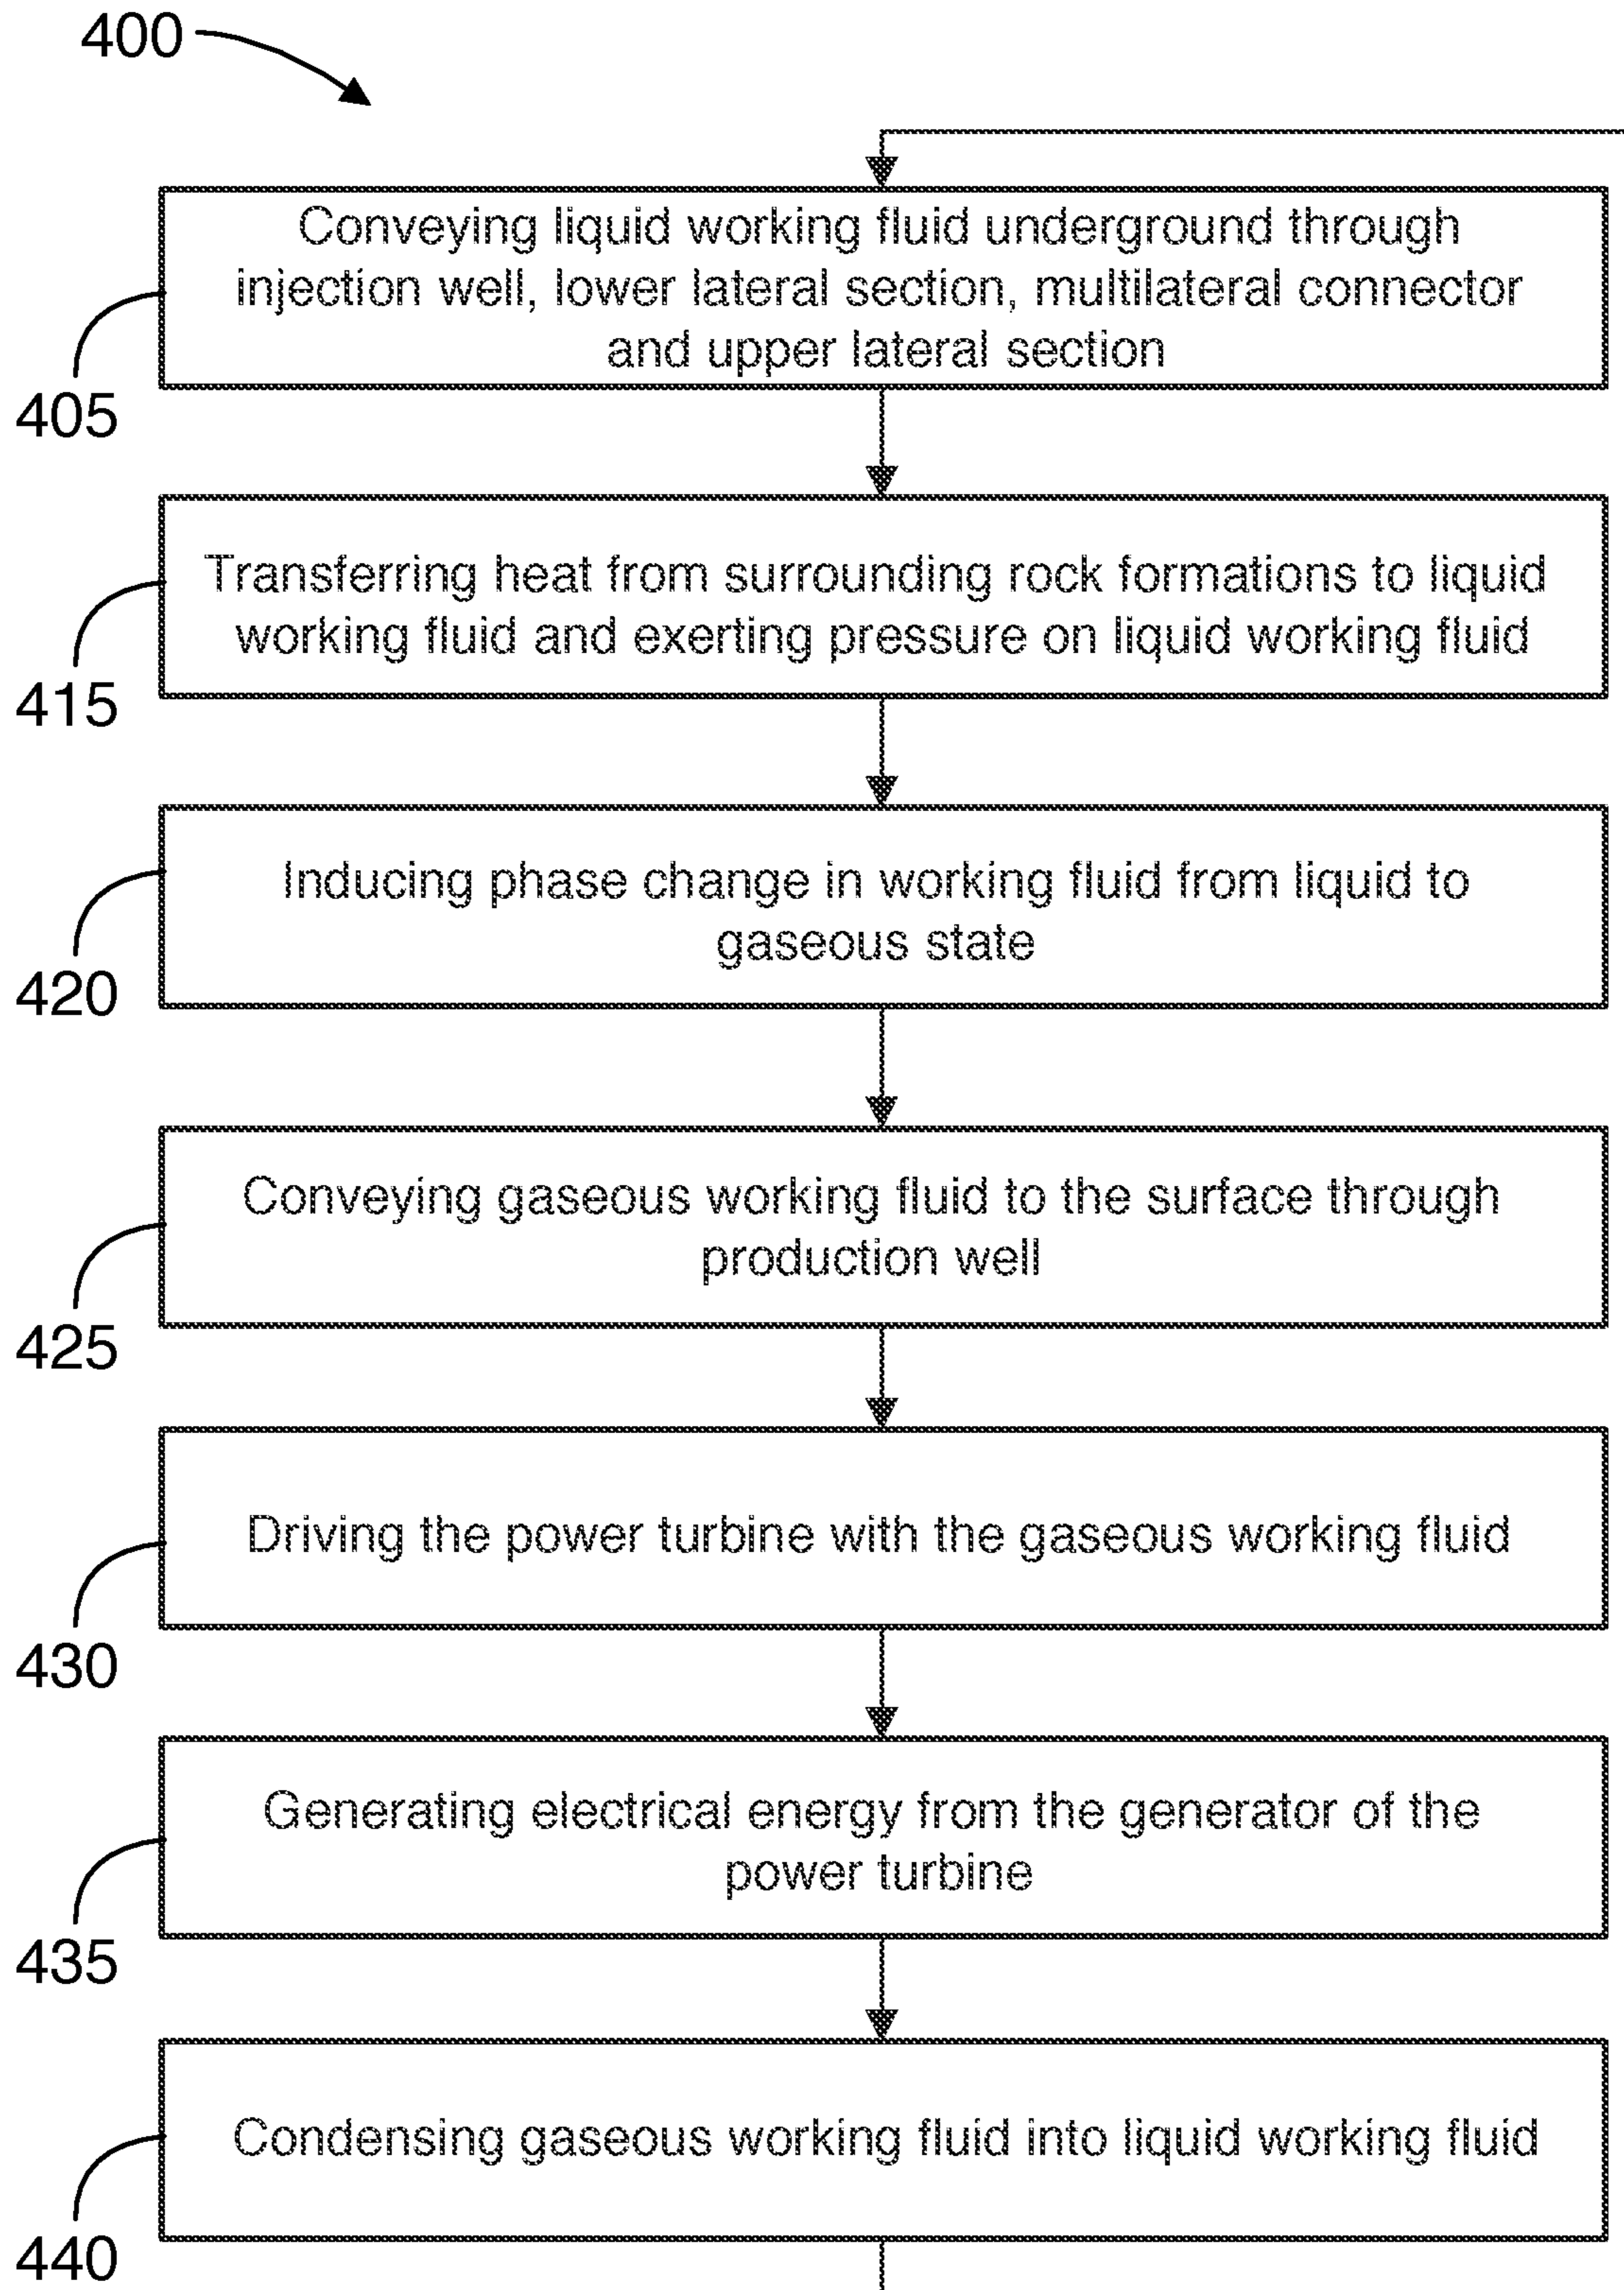 400
Conveying liquid working fluid underground through
injection well, lower lateral section, multilateral connector
and upper lateral section
405
Transferring heat from surrounding rock formations to liquid
working fluid and exerting pressure on liquid working fluid
415
Inducing phase change in working fluid from liquid to
gaseous state
420
Conveying gaseous working fluid to the surface through
production well
425
Driving the power turbine with the gaseous working fluid
430
Generating electrical energy from the generator of the
power turbine
435
Condensing gaseous working fluid into liquid working fluid
440